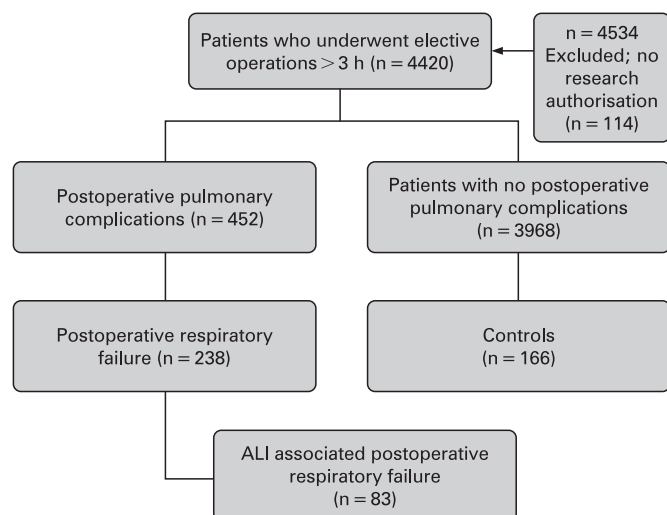 Patients who underwent elective
operations > 3 h (n = 4420)
n = 4534
Excluded; no
research
authorisation
(n = 114)
Postoperative pulmonary
complications (n = 452)
Patients with no postoperative
pulmonary complications
(n = 3968)
Postoperative respiratory
failure (n = 238)
Controls
(n = 166)
ALI associated postoperative
respiratory failure
(n = 83)